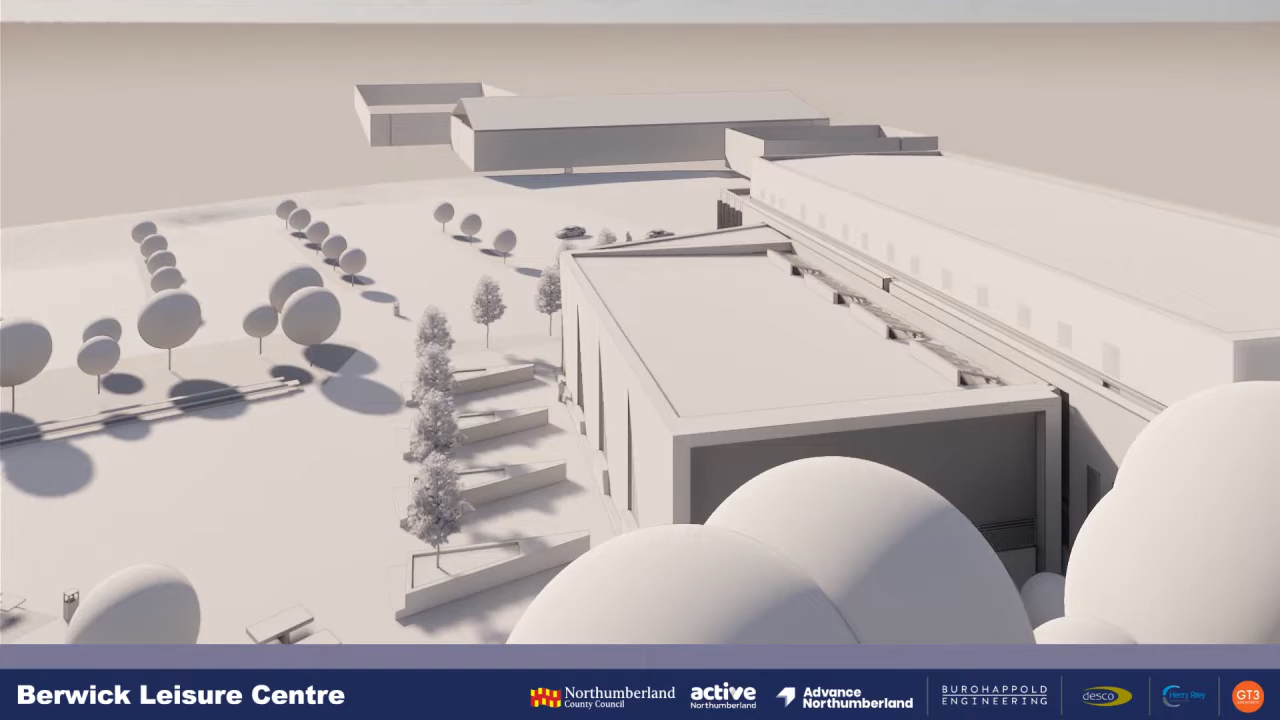 Berwick Leisure Centre
Northumberland
County Council
active
Northumberland
Advance
Northumberland
BUROHAPPOLD
ENGINEERING
desco
Henry Riley
GT3